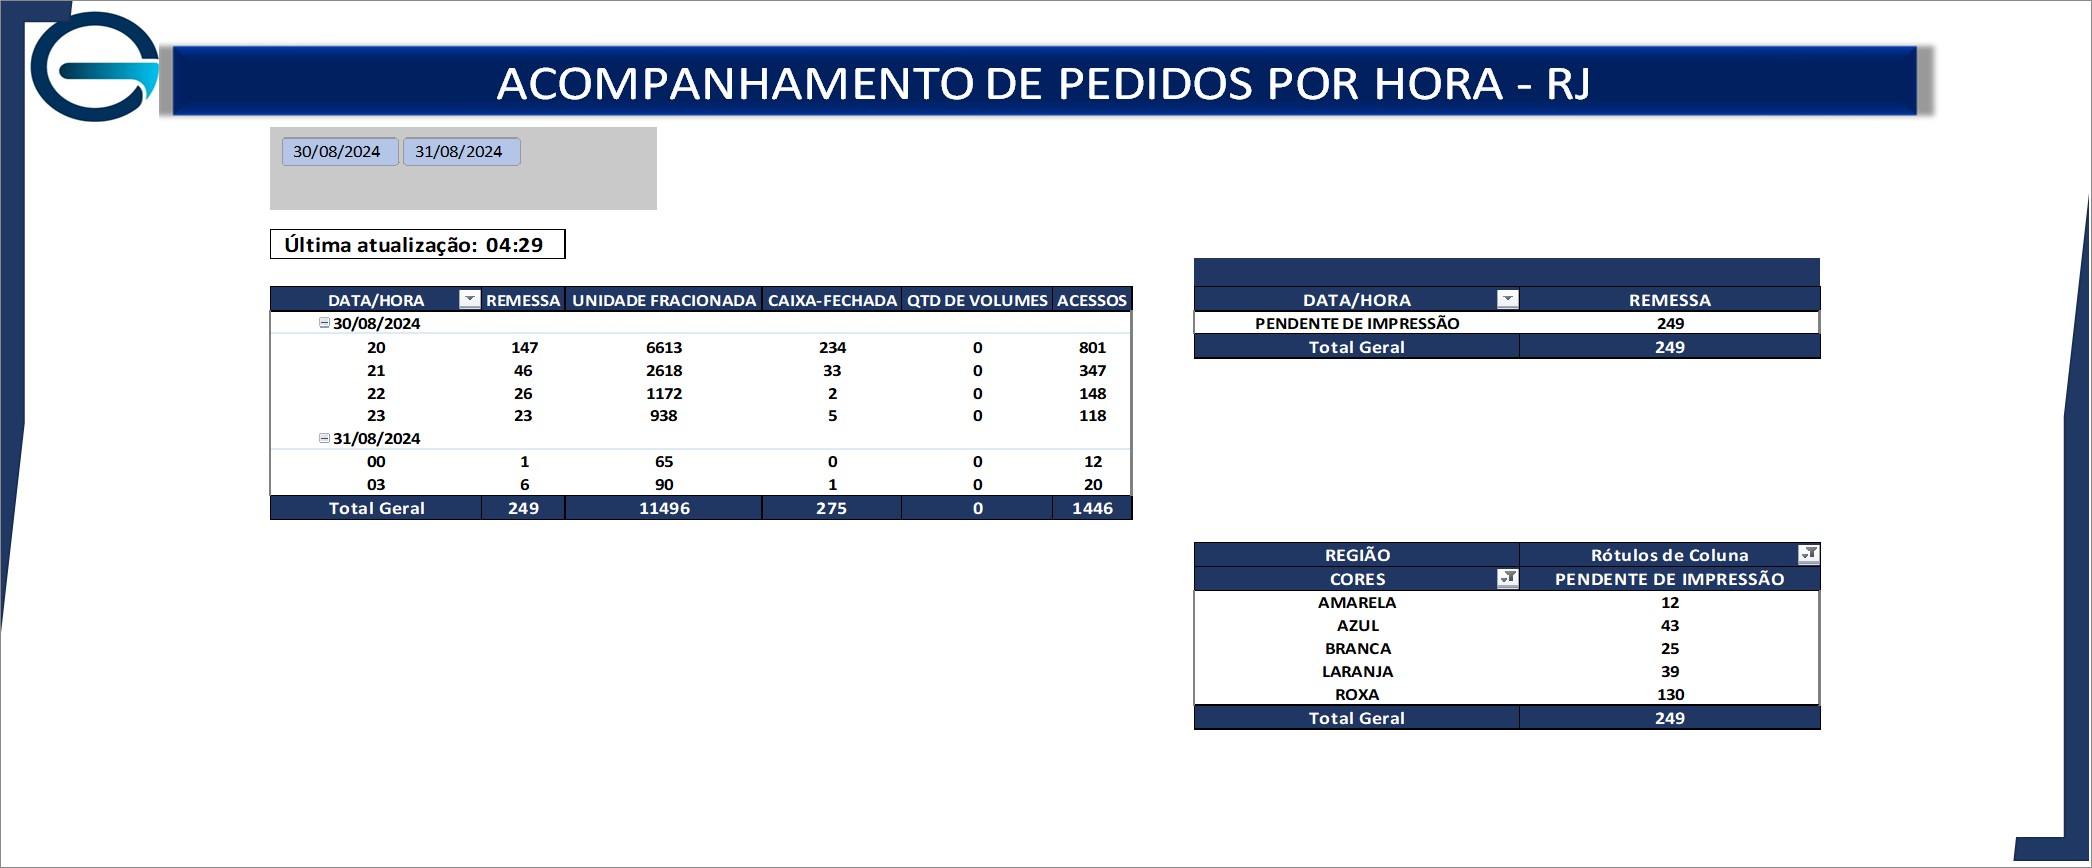 ACOMPANHAMENTO DE PEDIDOS POR HORA - RJ
30/08/2024 31/08/2024
Última atualização: 04:29
DATA/HORA REMESSA UNIDADE FRACIONADA CAIXA-FECHADA QTD DE VOLUMES ACESSOS
30/08/2024
20 147 6613 234 0 801
21 46 2618 33 0 347
22 26 1172 2 0 148
23 23 938 5 0 118
31/08/2024
00 1 65 0 0 12
03 6 90 1 0 20
Total Geral 249 11496 275 0 1446
DATA/HORA REMESSA
PENDENTE DE IMPRESSÃO 249
Total Geral 249
REGIÃO Rótulos de Coluna
CORES PENDENTE DE IMPRESSÃO
AMARELA 12
AZUL 43
BRANCA 25
LARANJA 39
ROXA 130
Total Geral 249